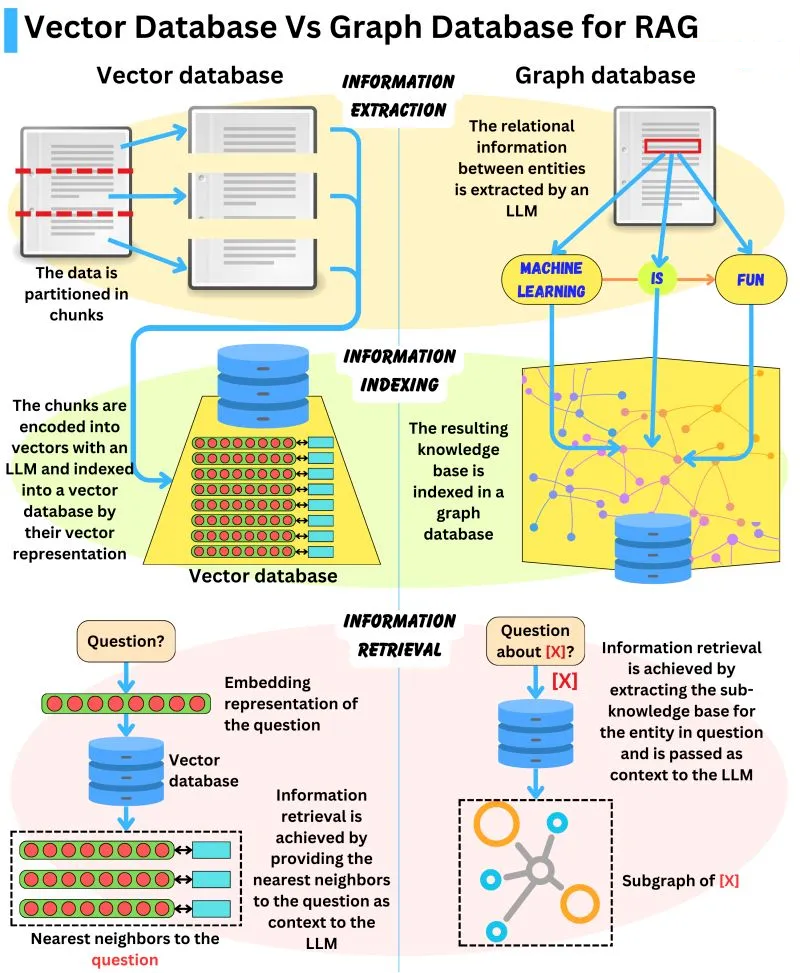 Vector Database Vs Graph Database for RAG
Vector database
INFORMATION
EXTRACTION
Graph database
The data is
partitioned in
chunks
The relational
information
between entities
is extracted by an
LLM
MACHINE
LEARNING
IS
FUN
INFORMATION
INDEXING
The chunks are
encoded into
vectors with an
LLM and indexed
into a vector
database by
their vector
representation
Vector database
The resulting
knowledge
base is
indexed in a
graph
database
INFORMATION
RETRIEVAL
Question?
Embedding
representation of
the question
Vector
database
Information
retrieval is
achieved by
providing the
nearest neighbors
to the question as
context to the
LLM
Nearest neighbors to the
question
Question
about [X]?
[X]
Information retrieval
is achieved by
extracting the sub-
knowledge base for
the entity in question
and is passed as
context to the LLM
Subgraph of [X]